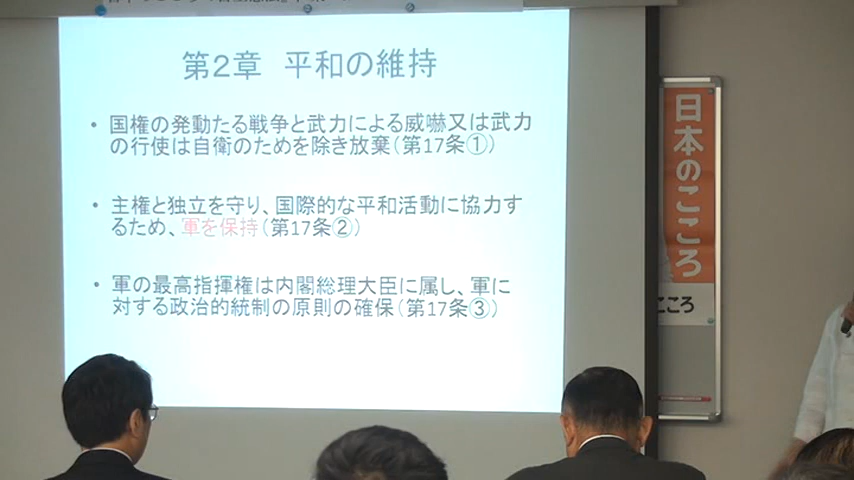 第2章 平和の維持
• 国権の発動たる戦争と武力による威嚇又は武力
の行使は自衛のためを除き放棄(第17条①)
• 主権と独立を守り、国際的な平和活動に協力す
るため、軍を保持(第17条②)
• 軍の最高指揮権は内閣総理大臣に属し、軍に
対する政治的統制の原則の確保(第17条③)
日本のこころ
こころ